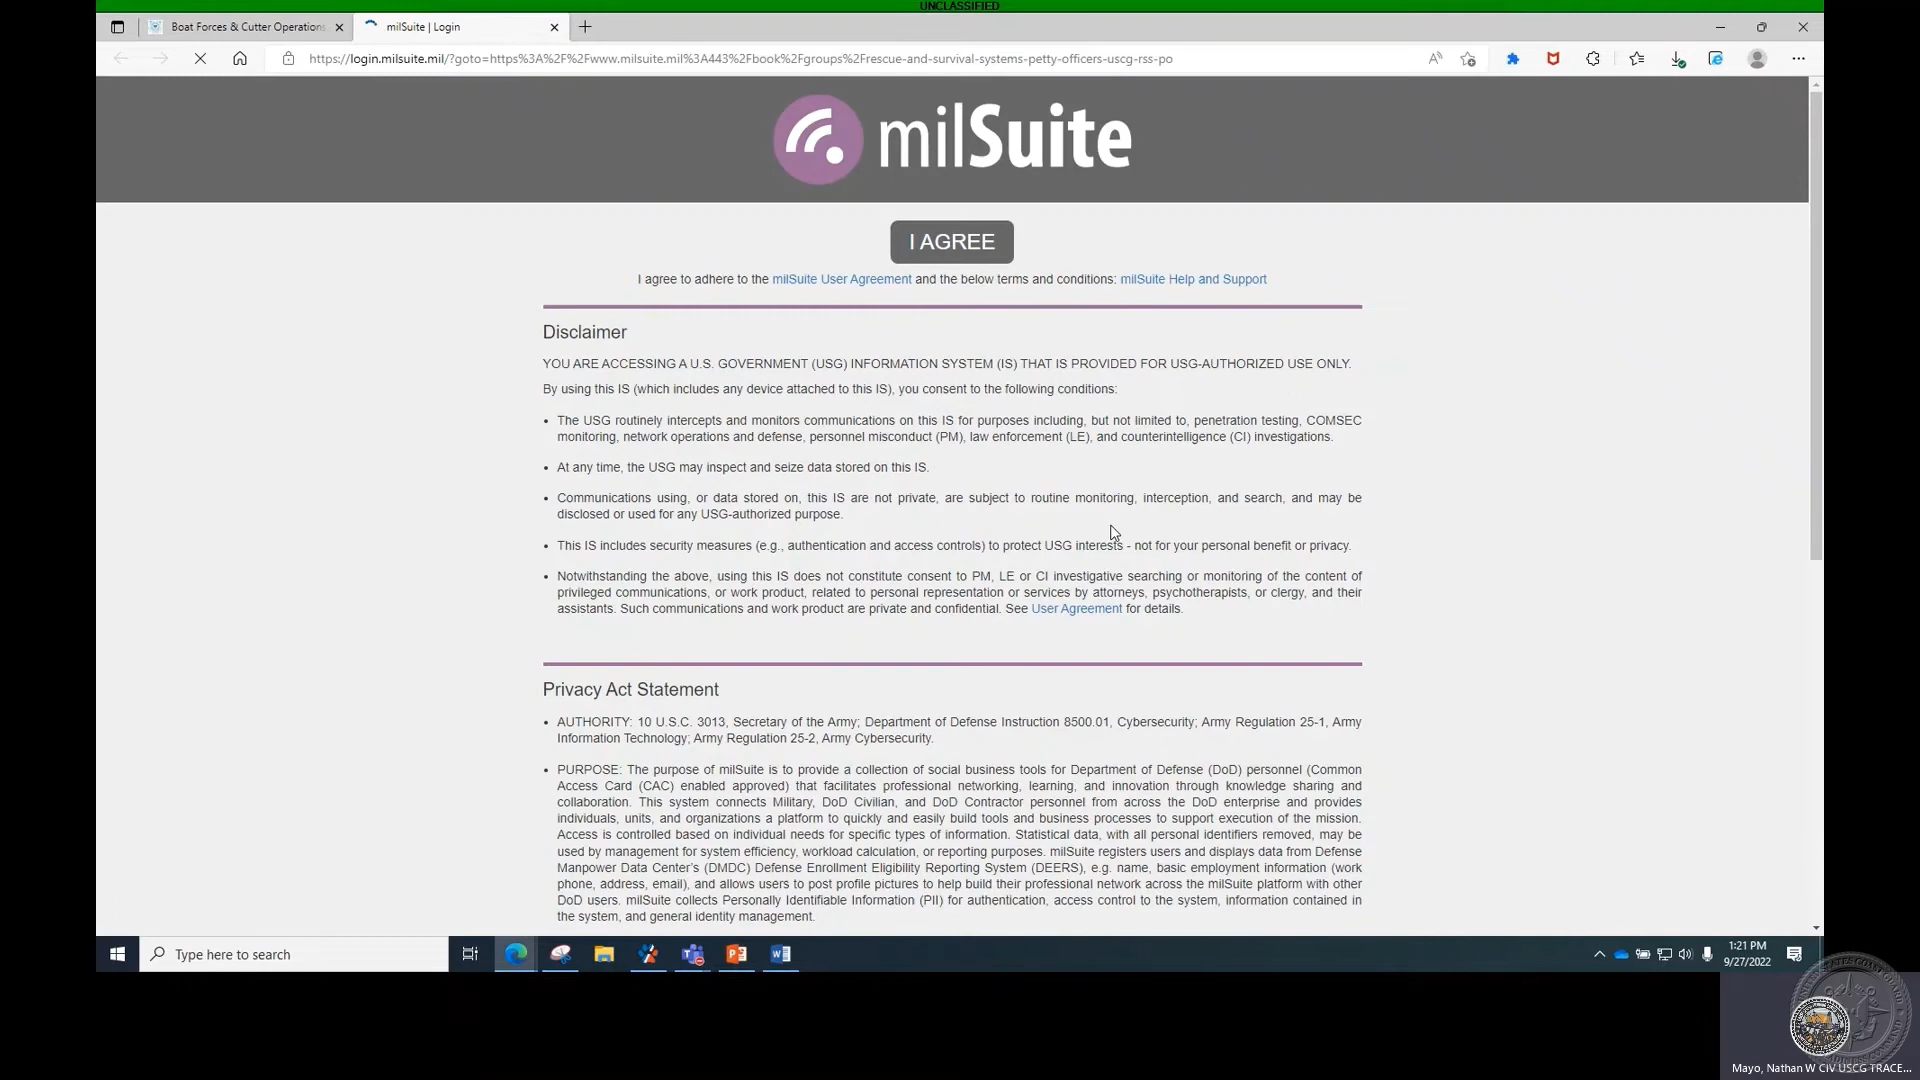 UNCLASSIFIED
Boat Forces & Cutter Operations
milSuite | Login
https://login.milsuite.mil/?goto=https%3A%2F%2Fwww.milsuite.mil%3A443%2Fbook%2Fgroups%2Frescue-and-survival-systems-petty-officers-uscg-rss-po
milSuite
I AGREE
I agree to adhere to the milSuite User Agreement and the below terms and conditions: milSuite Help and Support
Disclaimer
YOU ARE ACCESSING A U.S. GOVERNMENT (USG) INFORMATION SYSTEM (IS) THAT IS PROVIDED FOR USG-AUTHORIZED USE ONLY.
By using this IS (which includes any device attached to this IS), you consent to the following conditions:
• The USG routinely intercepts and monitors communications on this IS for purposes including, but not limited to, penetration testing, COMSEC
monitoring, network operations and defense, personnel misconduct (PM), law enforcement (LE), and counterintelligence (CI) investigations.
• At any time, the USG may inspect and seize data stored on this IS.
• Communications using, or data stored on, this IS are not private, are subject to routine monitoring, interception, and search, and may be
disclosed or used for any USG-authorized purpose.
• This IS includes security measures (e.g., authentication and access controls) to protect USG interests - not for your personal benefit or privacy.
• Notwithstanding the above, using this IS does not constitute consent to PM, LE or CI investigative searching or monitoring of the content of
privileged communications, or work product, related to personal representation or services by attorneys, psychotherapists, or clergy, and their
assistants. Such communications and work product are private and confidential. See User Agreement for details.
Privacy Act Statement
• AUTHORITY: 10 U.S.C. 3013, Secretary of the Army; Department of Defense Instruction 8500.01, Cybersecurity; Army Regulation 25-1, Army
Information Technology; Army Regulation 25-2, Army Cybersecurity.
• PURPOSE: The purpose of milSuite is to provide a collection of social business tools for Department of Defense (DoD) personnel (Common
Access Card (CAC) enabled approved) that facilitates professional networking, learning, and innovation through knowledge sharing and
collaboration. This system connects Military, DoD Civilian, and DoD Contractor personnel from across the DoD enterprise and provides
individuals, units, and organizations a platform to quickly and easily build tools and business processes to support execution of the mission.
Access is controlled based on individual needs for specific types of information. Statistical data, with all personal identifiers removed, may be
used by management for system efficiency, workload calculation, or reporting purposes. milSuite registers users and displays data from Defense
Manpower Data Center's (DMDC) Defense Enrollment Eligibility Reporting System (DEERS), e.g. name, basic employment information (work
phone, address, email), and allows users to post profile pictures to help build their professional network across the milSuite platform with other
DoD users. milSuite collects Personally Identifiable Information (PII) for authentication, access control to the system, information contained in
the system, and general identity management.
Type here to search
1:21 PM
9/27/2022
Mayo, Nathan W CIV USCG TRACE...